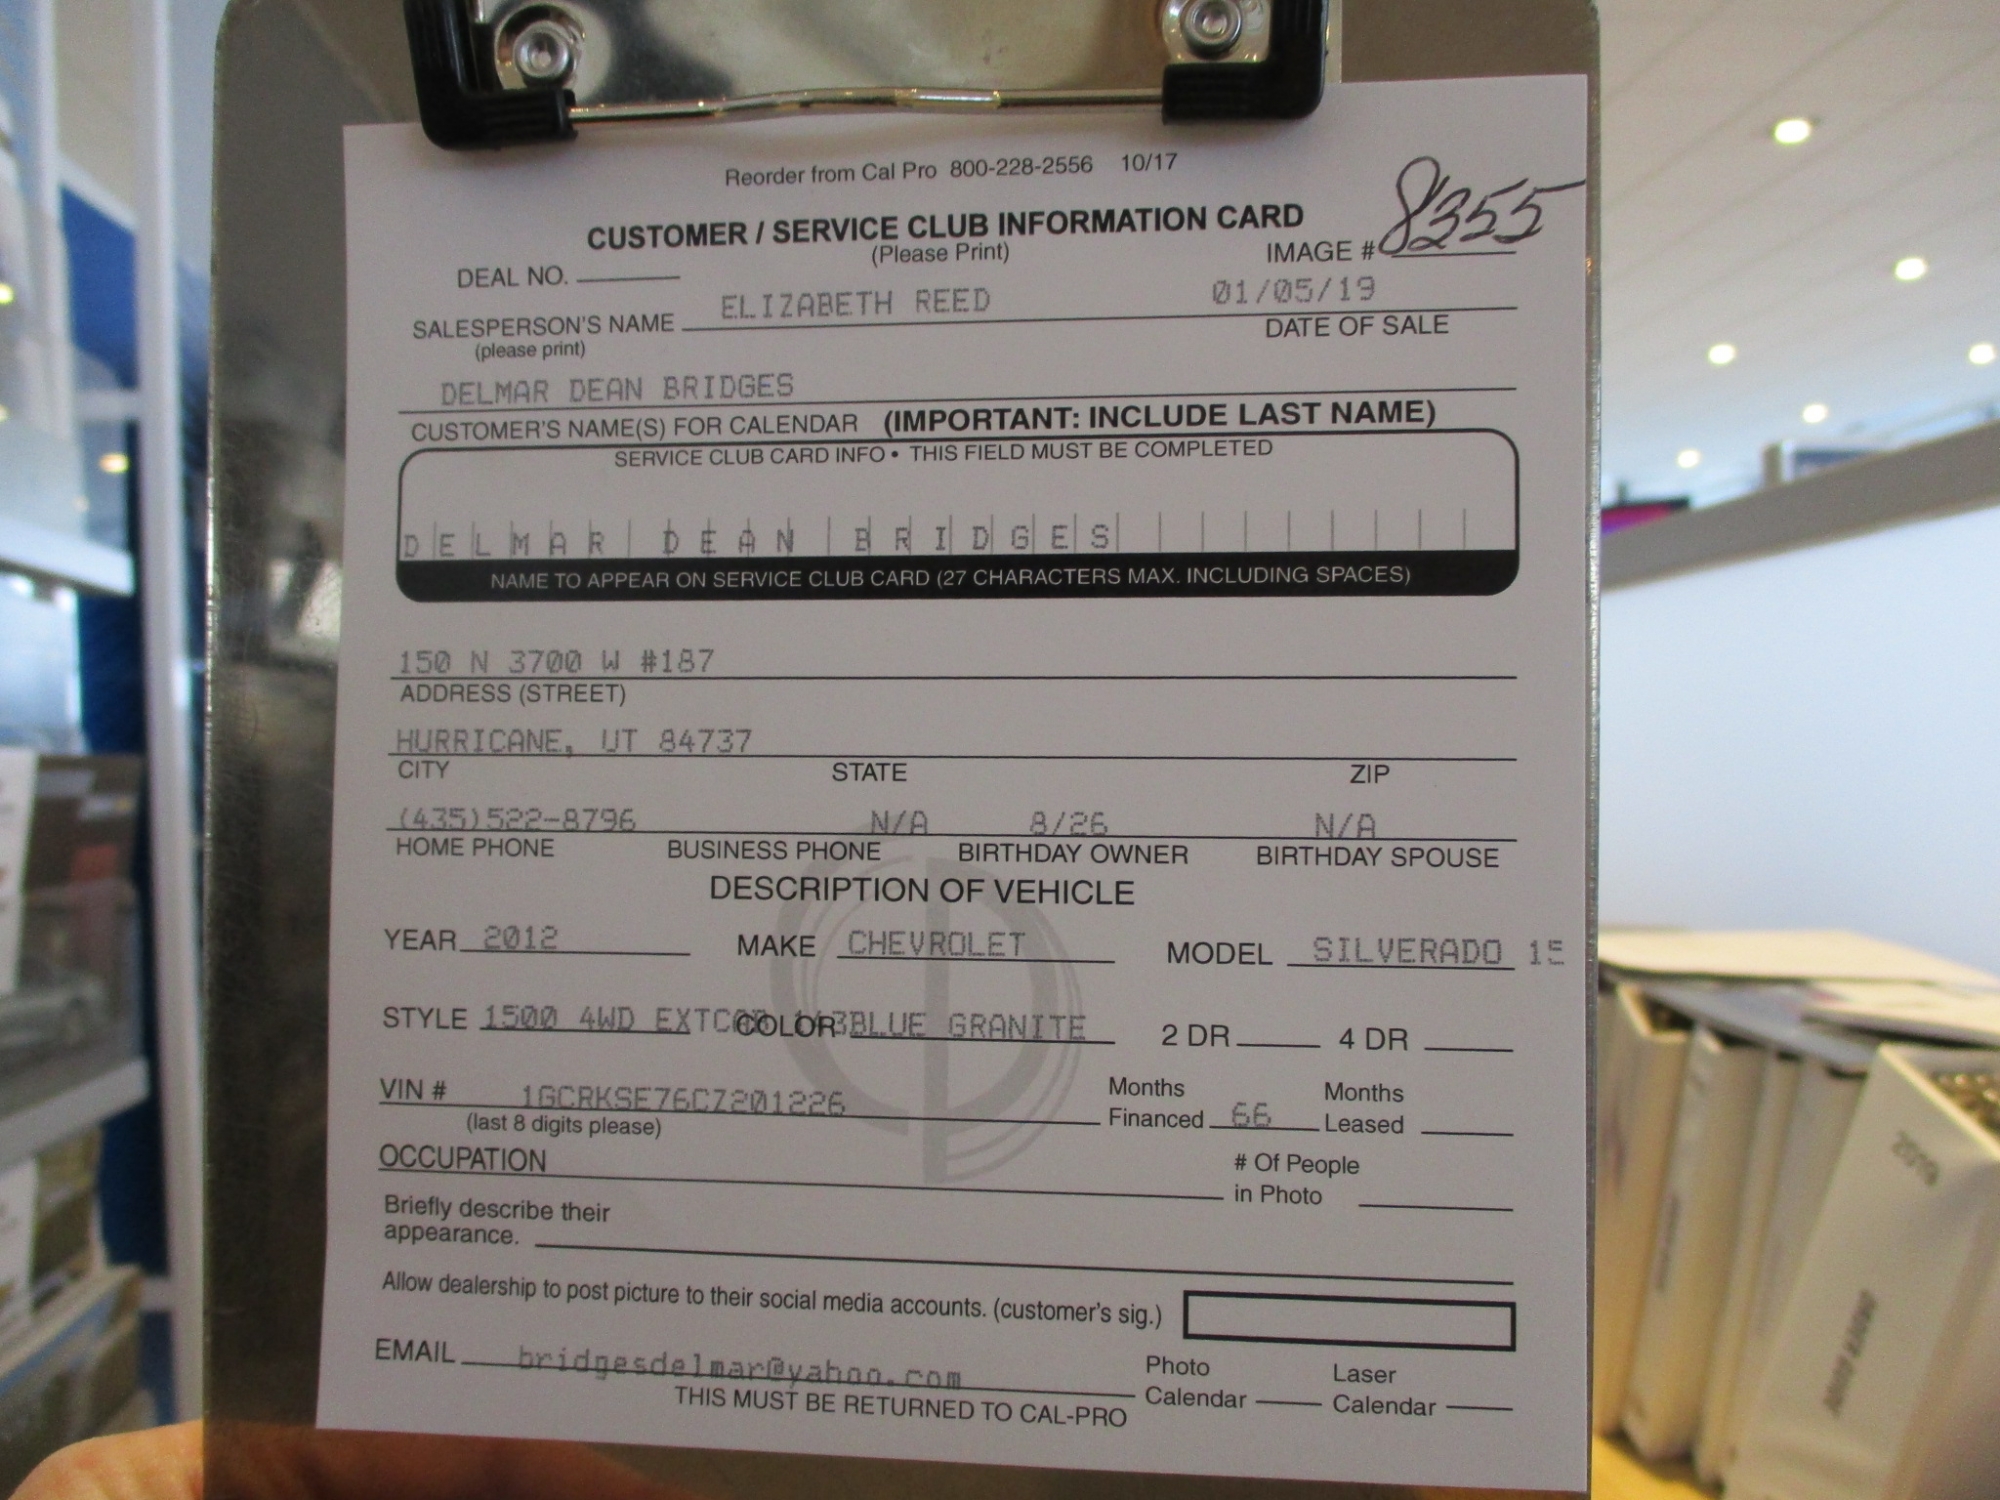 Reorder from Cal Pro 800-228-2556 10/17
CUSTOMER / SERVICE CLUB INFORMATION CARD
(Please Print)
IMAGE # 8355
DEAL NO.
SALESPERSON'S NAME ELIZABETH REED 01/05/19
(please print) DATE OF SALE
DELMAR DEAN BRIDGES
CUSTOMER'S NAME(S) FOR CALENDAR (IMPORTANT: INCLUDE LAST NAME)
SERVICE CLUB CARD INFO • THIS FIELD MUST BE COMPLETED
DELMAR DEAN BRIDGES
NAME TO APPEAR ON SERVICE CLUB CARD (27 CHARACTERS MAX. INCLUDING SPACES)
150 N 3700 W #187
ADDRESS (STREET)
HURRICANE, UT 84737
CITY STATE ZIP
(435)522-8796 N/A 8/26 N/A
HOME PHONE BUSINESS PHONE BIRTHDAY OWNER BIRTHDAY SPOUSE
DESCRIPTION OF VEHICLE
YEAR 2012 MAKE CHEVROLET MODEL SILVERADO 15
STYLE 1500 4WD EXTCAB 143 COLOR BLUE GRANITE 2 DR 4 DR
VIN # 1GCRKSE76CZ201226 Months Financed 66 Months Leased
(last 8 digits please)
OCCUPATION # Of People in Photo
Briefly describe their
appearance.
Allow dealership to post picture to their social media accounts. (customer's sig.)
EMAIL bridgesdelmar@yahoo.com Photo Calendar Laser Calendar
THIS MUST BE RETURNED TO CAL-PRO
2019